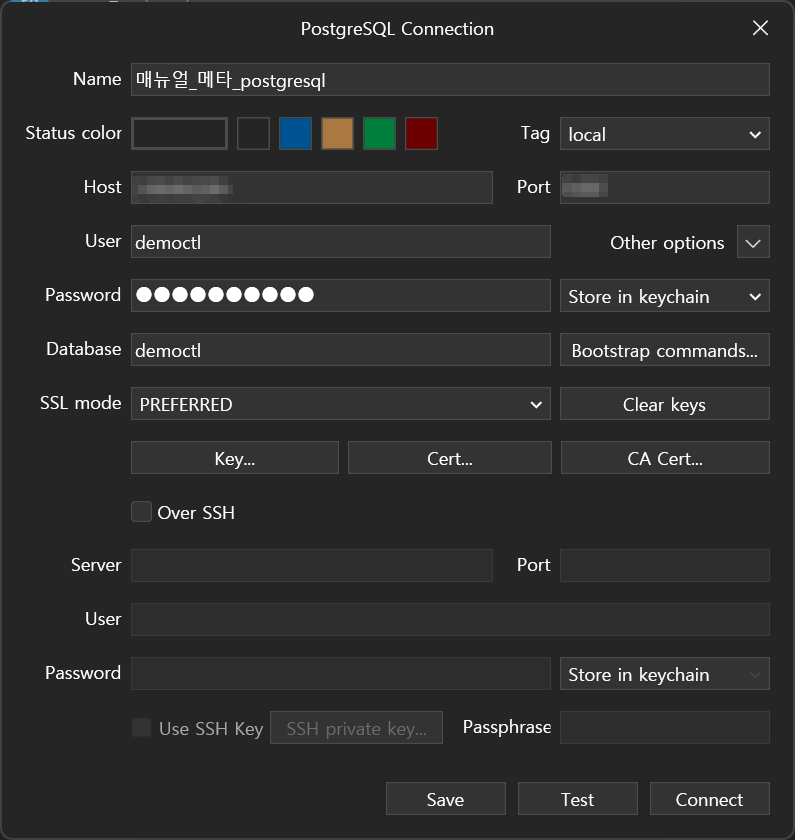 PostgreSQL Connection
Name 매뉴얼_메타_postgresql
Status color Tag local
Host Port
User democtl Other options
Password ●●●●●●●●●● Store in keychain
Database democtl Bootstrap commands...
SSL mode PREFERRED Clear keys
Key... Cert... CA Cert...
Over SSH
Server Port
User
Password Store in keychain
Use SSH Key SSH private key... Passphrase
Save Test Connect